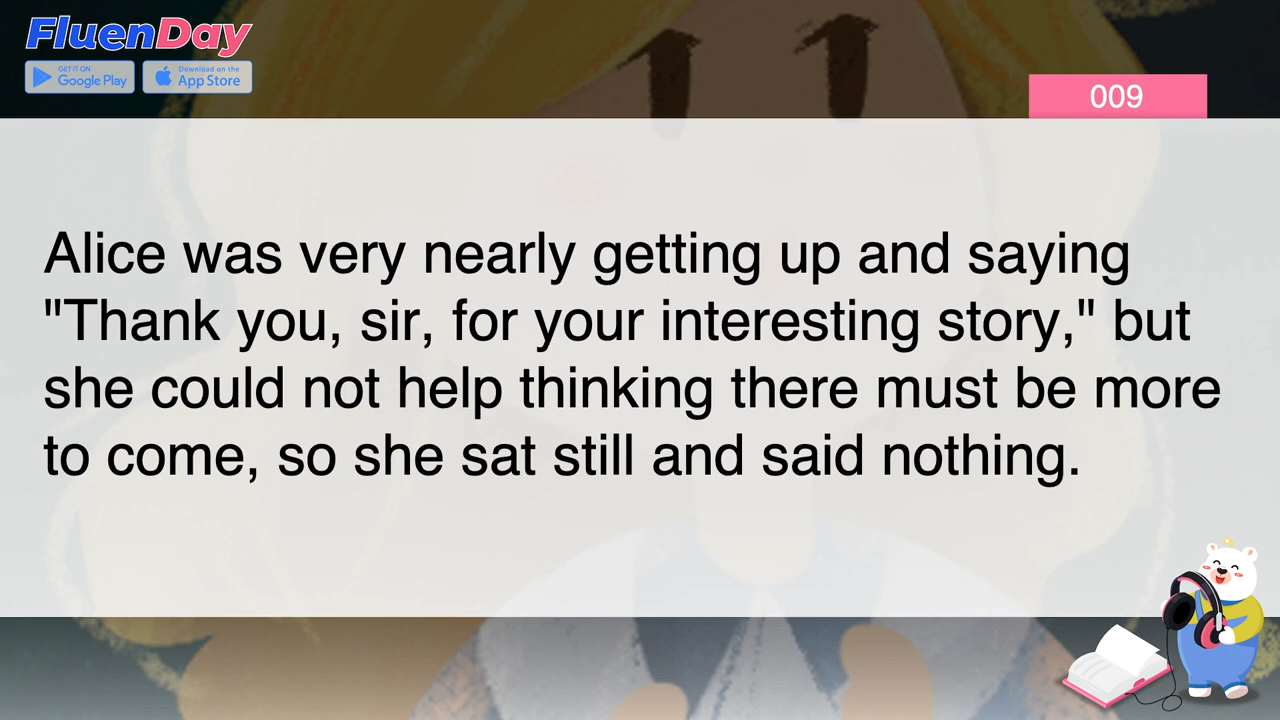 FluenDay
GET IT ON
Google Play
Download on the
App Store
009
Alice was very nearly getting up and saying
"Thank you, sir, for your interesting story," but
she could not help thinking there must be more
to come, so she sat still and said nothing.